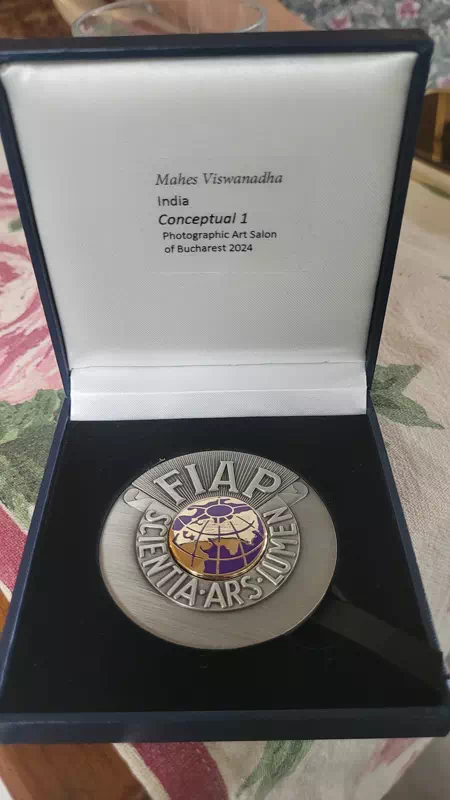 Mahes Viswanadha
India
Conceptual 1
Photographic Art Salon
of Bucharest 2024
FIAP
SCIENTIA·ARS·LUMEN